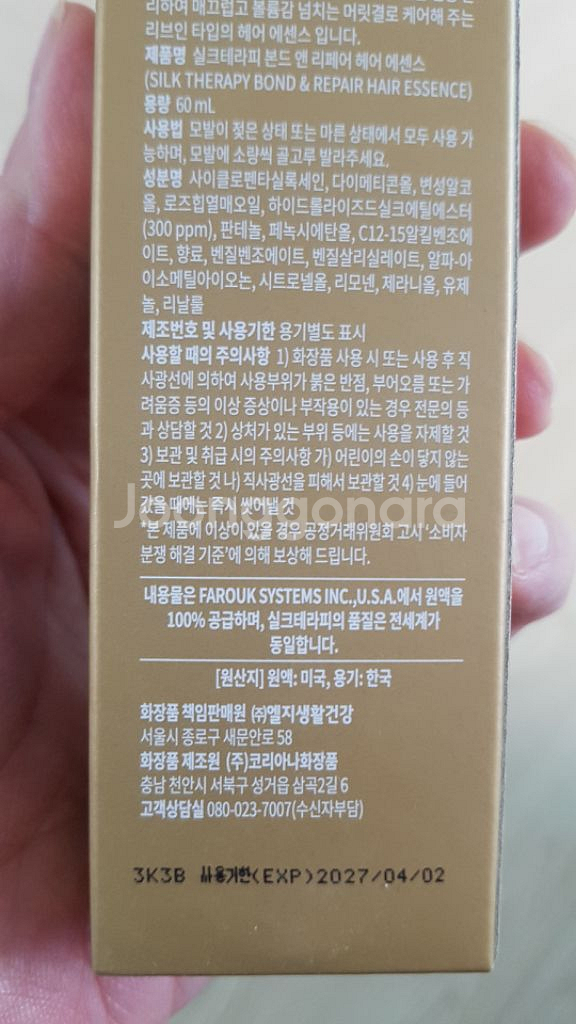 리하여 매끄럽고 볼륨감 넘치는 머릿결로 케어해 주는
리브인 타입의 헤어 에센스 입니다.
제품명 실크테라피 본드 앤 리페어 헤어 에센스
(SILK THERAPY BOND & REPAIR HAIR ESSENCE)
용량 60 mL
사용법 모발이 젖은 상태 또는 마른 상태에서 모두 사용 가
능하며, 모발에 소량씩 골고루 발라주세요.
성분명 사이클로펜타실록세인, 다이메티콘올, 변성알코
올, 로즈힙열매오일, 하이드롤라이즈드실크에틸에스터
(300 ppm), 판테놀, 페녹시에탄올, C12-15알킬벤조에
이트, 향료, 벤질벤조에이트, 벤질살리실레이트, 알파-아
이소메틸아이오논, 시트로넬올, 리모넨, 제라니올, 유제
놀, 리날룰
제조번호 및 사용기한 용기별도 표시
사용할 때의 주의사항 1) 화장품 사용 시 또는 사용 후 직
사광선에 의하여 사용부위가 붉은 반점, 부어오름 또는 가
려움증 등의 이상 증상이나 부작용이 있는 경우 전문의 등
과 상담할 것 2) 상처가 있는 부위 등에는 사용을 자제할 것
3) 보관 및 취급 시의 주의사항 가) 어린이의 손이 닿지 않는
곳에 보관할 것 나) 직사광선을 피해서 보관할 것 4) 눈에 들어
갔을 때에는 즉시 씻어낼 것
Joonggonara
*본 제품에 이상이 있을 경우 공정거래위원회 고시 '소비자
분쟁 해결 기준'에 의해 보상해 드립니다.
내용물은 FAROUK SYSTEMS INC.,U.S.A.에서 원액을
100% 공급하며, 실크테라피의 품질은 전세계가
동일합니다.
[원산지] 원액: 미국, 용기: 한국
화장품 책임판매원 ㈜엘지생활건강
서울시 종로구 새문안로 58
화장품 제조원 (주)코리아나화장품
충남 천안시 서북구 성거읍 삼곡2길 6
고객상담실 080-023-7007(수신자부담)
3K3B 사용기한(EXP)2027/04/02